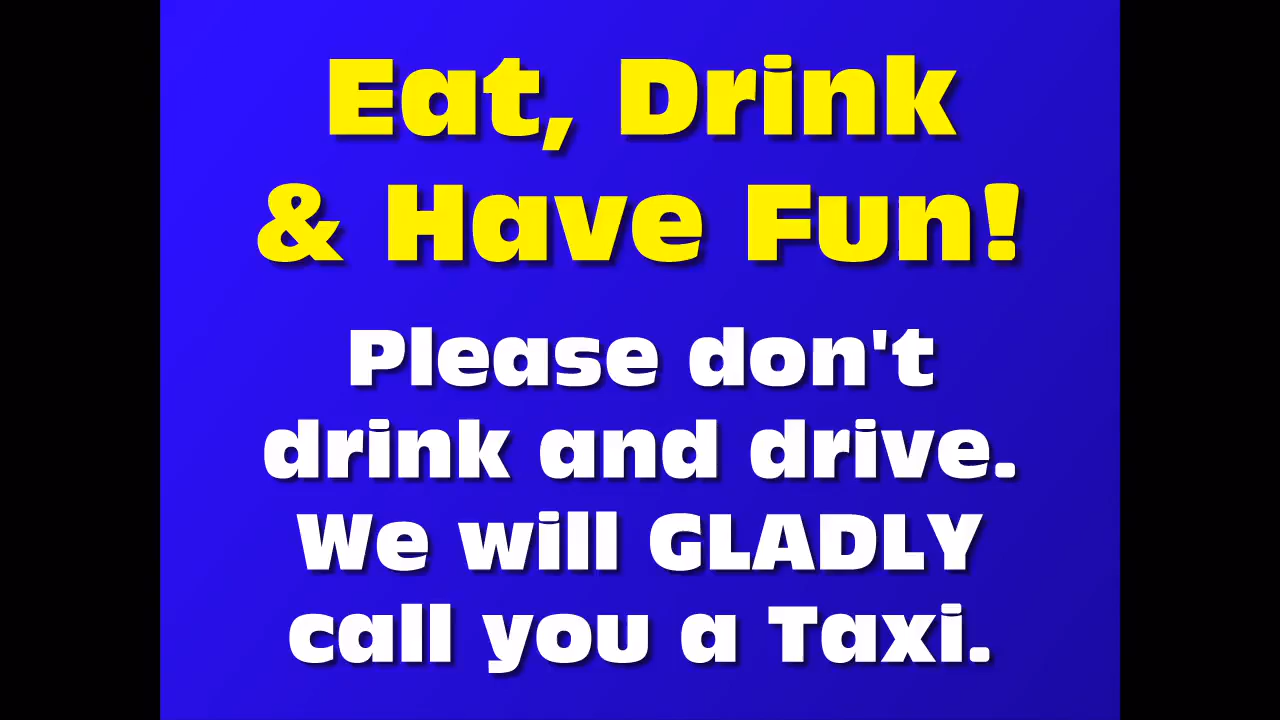 Eat, Drink
& Have Fun!
Please don't
drink and drive.
We will GLADLY
call you a Taxi.